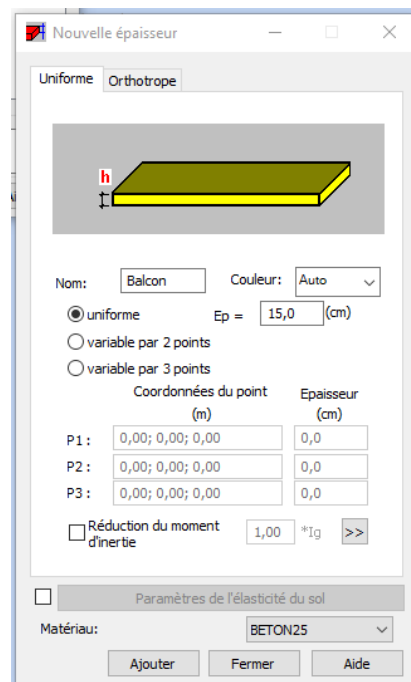 Nouvelle épaisseur
Uniforme Orthotrope
h
Nom: Balcon Couleur: Auto
uniforme Ep = 15,0 (cm)
variable par 2 points
variable par 3 points
Coordonnées du point Epaisseur
(m) (cm)
P1 : 0,00; 0,00; 0,00 0,0
P2 : 0,00; 0,00; 0,00 0,0
P3 : 0,00; 0,00; 0,00 0,0
Réduction du moment
d'inertie 1,00 *Ig >>
Paramètres de l'élasticité du sol
Matériau: BETON25
Ajouter Fermer Aide